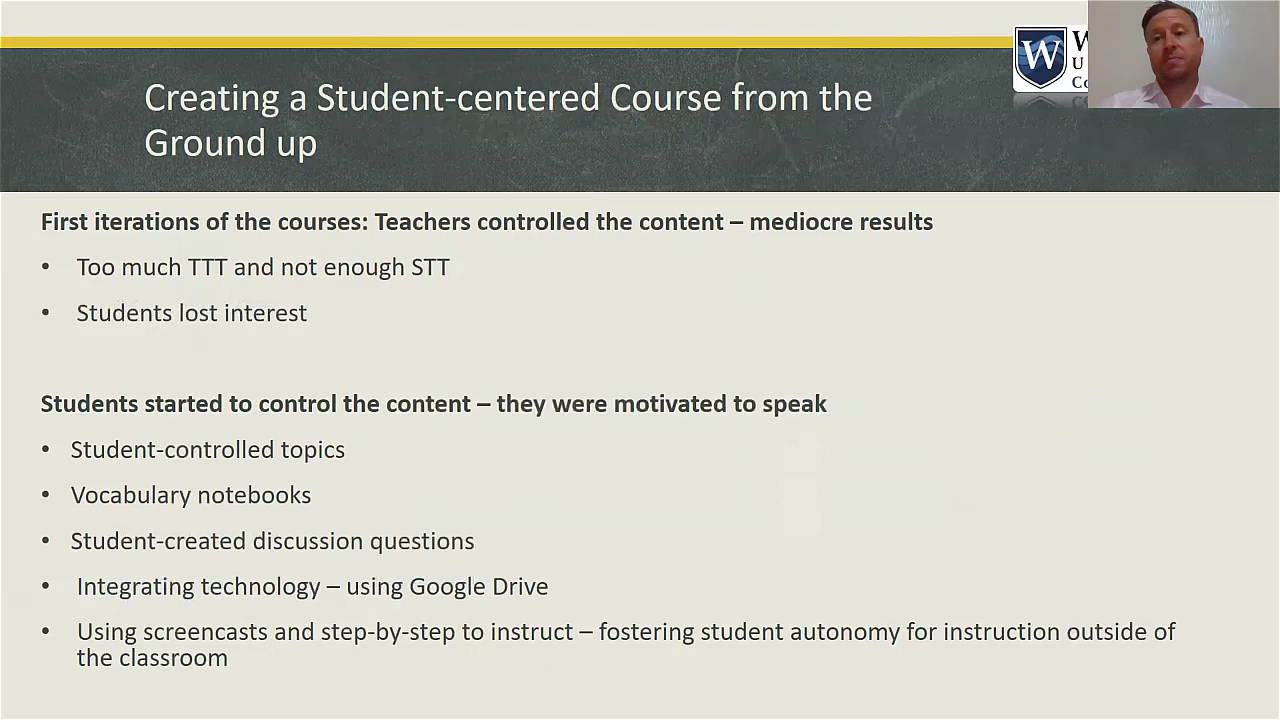 Creating a Student-centered Course from the
Ground up
W
First iterations of the courses: Teachers controlled the content – mediocre results
• Too much TTT and not enough STT
• Students lost interest
Students started to control the content – they were motivated to speak
• Student-controlled topics
• Vocabulary notebooks
• Student-created discussion questions
• Integrating technology – using Google Drive
• Using screencasts and step-by-step to instruct – fostering student autonomy for instruction outside of
the classroom